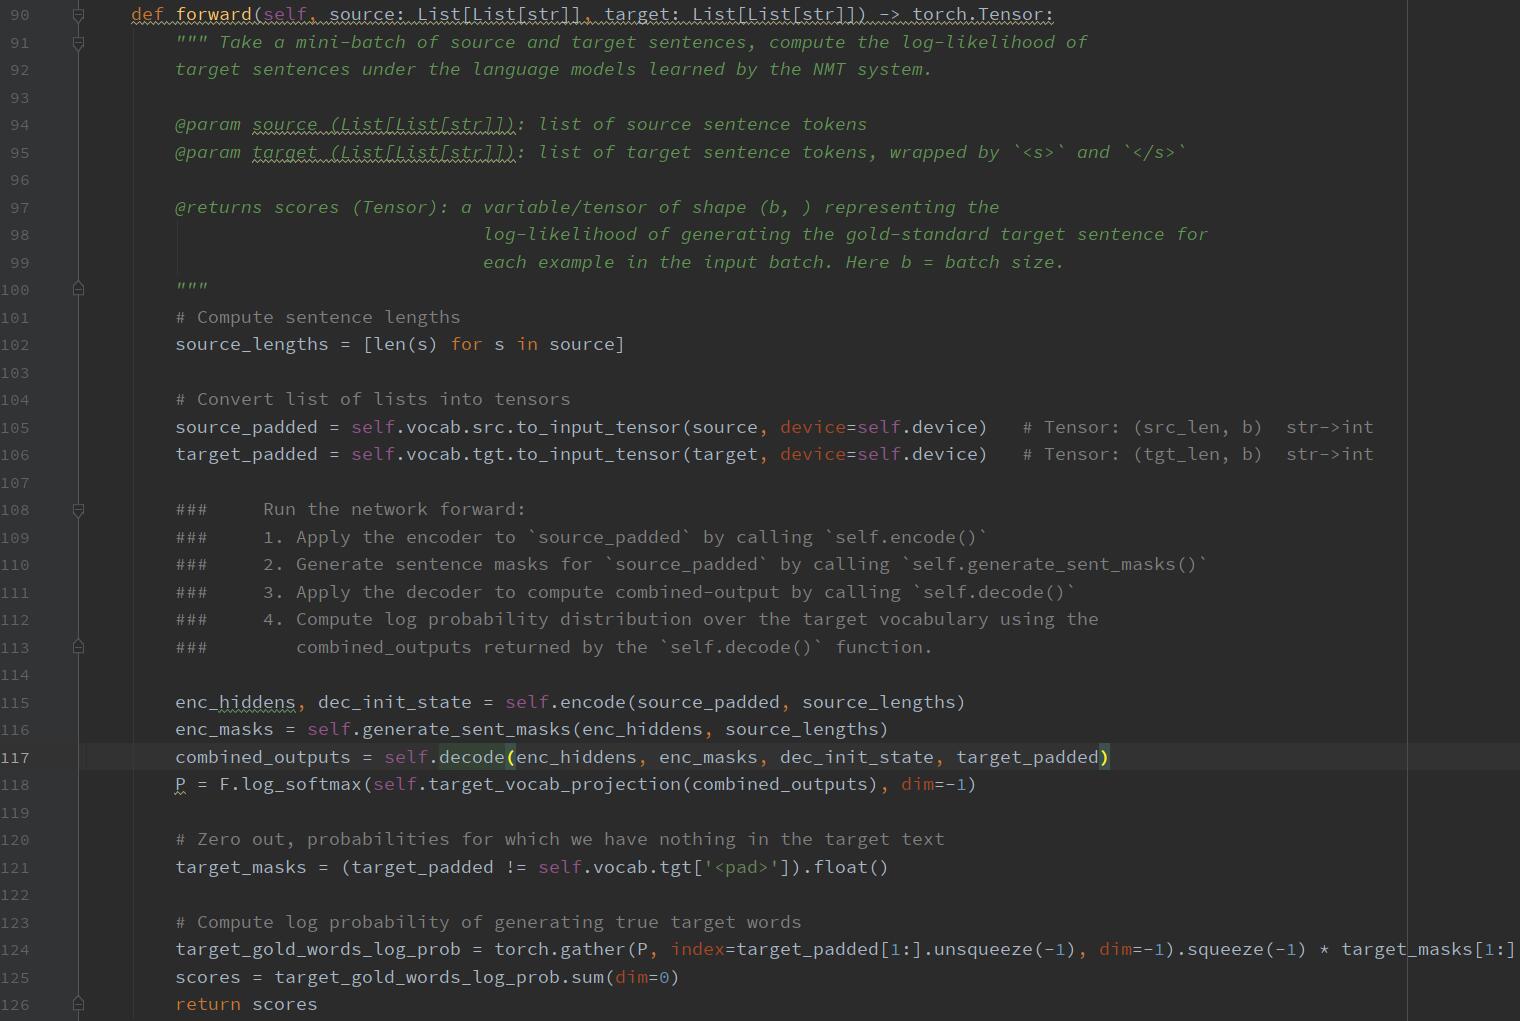 90 def forward(self, source: List[List[str]], target: List[List[str]]) -> torch.Tensor:
91 """ Take a mini-batch of source and target sentences, compute the log-likelihood of
92 target sentences under the language models learned by the NMT system.
93
94 @param source (List[List[str]]): list of source sentence tokens
95 @param target (List[List[str]]): list of target sentence tokens, wrapped by `<s>` and `</s>`
96
97 @returns scores (Tensor): a variable/tensor of shape (b, ) representing the
98 log-likelihood of generating the gold-standard target sentence for
99 each example in the input batch. Here b = batch size.
100 """
101 # Compute sentence lengths
102 source_lengths = [len(s) for s in source]
103
104 # Convert list of lists into tensors
105 source_padded = self.vocab.src.to_input_tensor(source, device=self.device)   # Tensor: (src_len, b)  str->int
106 target_padded = self.vocab.tgt.to_input_tensor(target, device=self.device)   # Tensor: (tgt_len, b)  str->int
107
108 ###     Run the network forward:
109 ###     1. Apply the encoder to `source_padded` by calling `self.encode()`
110 ###     2. Generate sentence masks for `source_padded` by calling `self.generate_sent_masks()`
111 ###     3. Apply the decoder to compute combined-output by calling `self.decode()`
112 ###     4. Compute log probability distribution over the target vocabulary using the
113 ###        combined_outputs returned by the `self.decode()` function.
114
115 enc_hiddens, dec_init_state = self.encode(source_padded, source_lengths)
116 enc_masks = self.generate_sent_masks(enc_hiddens, source_lengths)
117 combined_outputs = self.decode(enc_hiddens, enc_masks, dec_init_state, target_padded)
118 P = F.log_softmax(self.target_vocab_projection(combined_outputs), dim=-1)
119
120 # Zero out, probabilities for which we have nothing in the target text
121 target_masks = (target_padded != self.vocab.tgt['<pad>']).float()
122
123 # Compute log probability of generating true target words
124 target_gold_words_log_prob = torch.gather(P, index=target_padded[1:].unsqueeze(-1), dim=-1).squeeze(-1) * target_masks[1:]
125 scores = target_gold_words_log_prob.sum(dim=0)
126 return scores